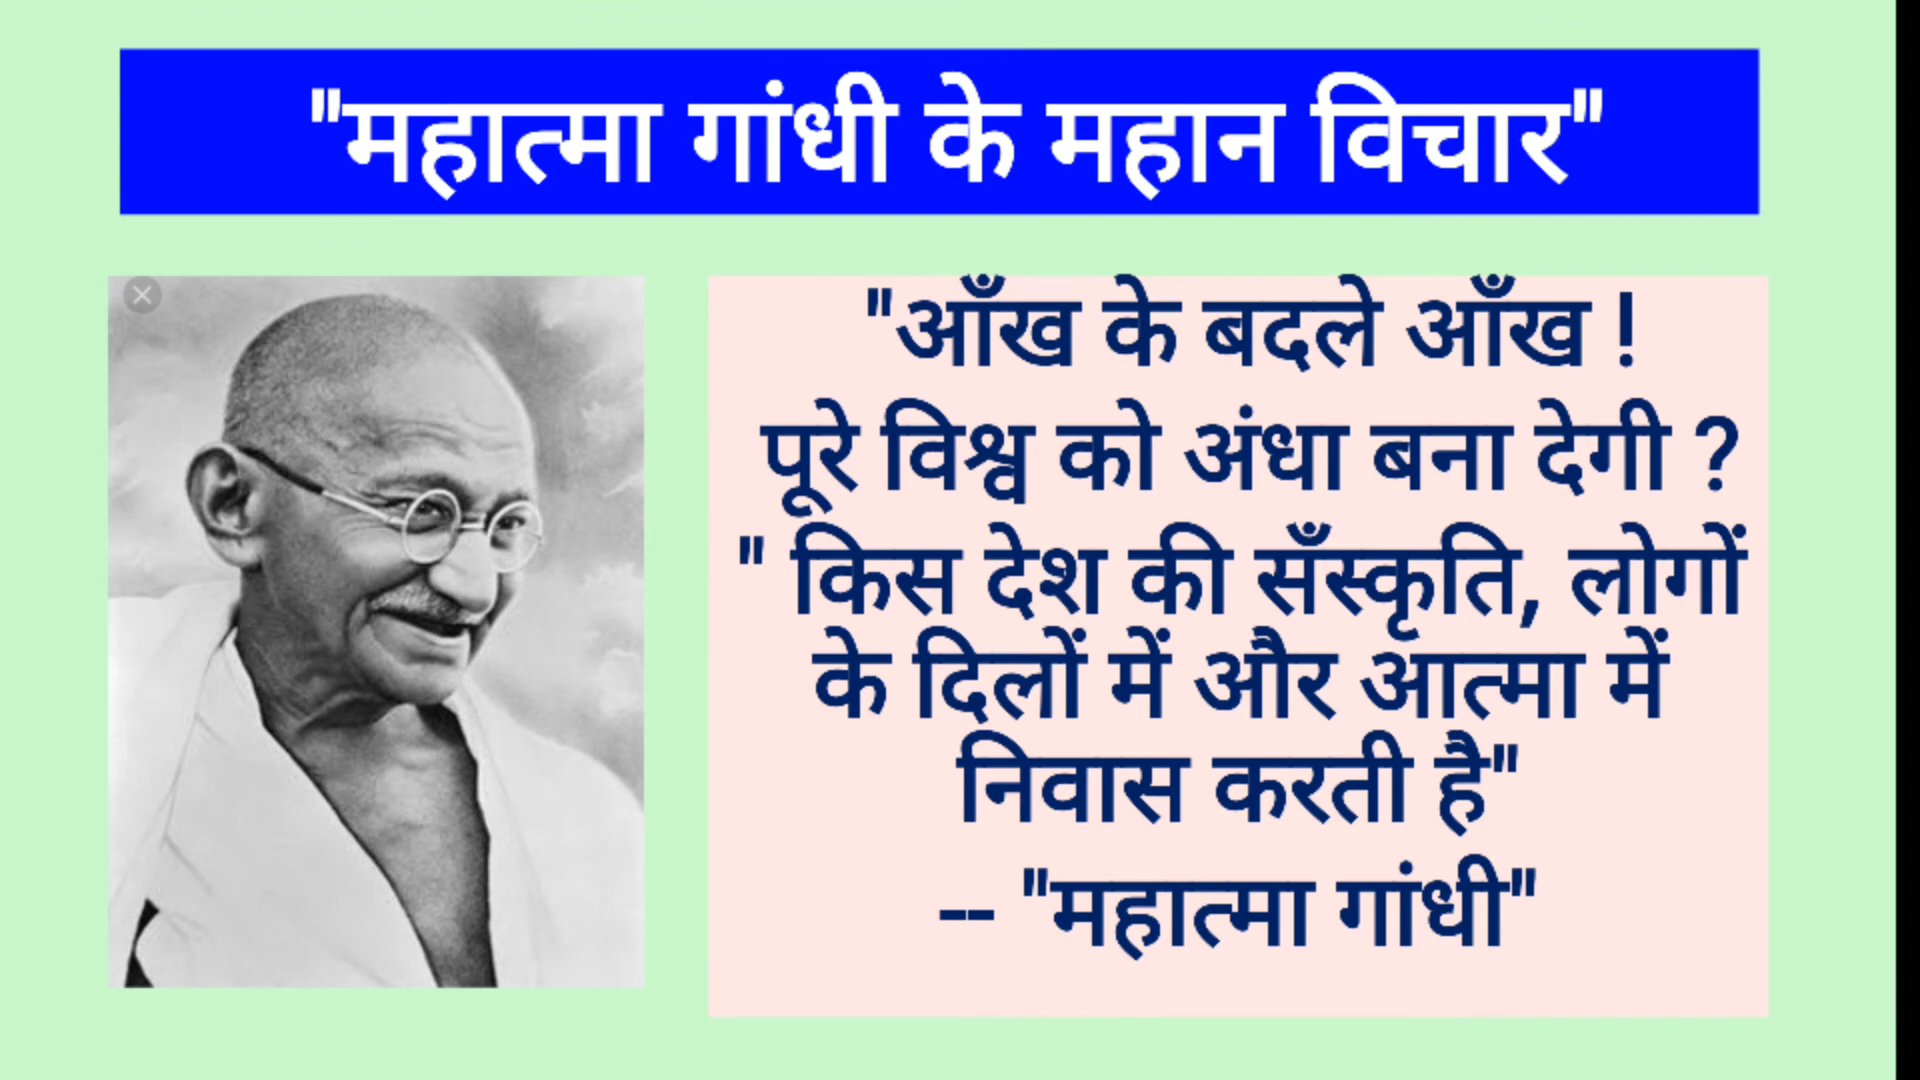 "महात्मा गांधी के महान विचार"
"आँख के बदले आँख !
पूरे विश्व को अंधा बना देगी ?
" किस देश की सँस्कृति, लोगों
के दिलों में और आत्मा में
निवास करती है"
-- "महात्मा गांधी"